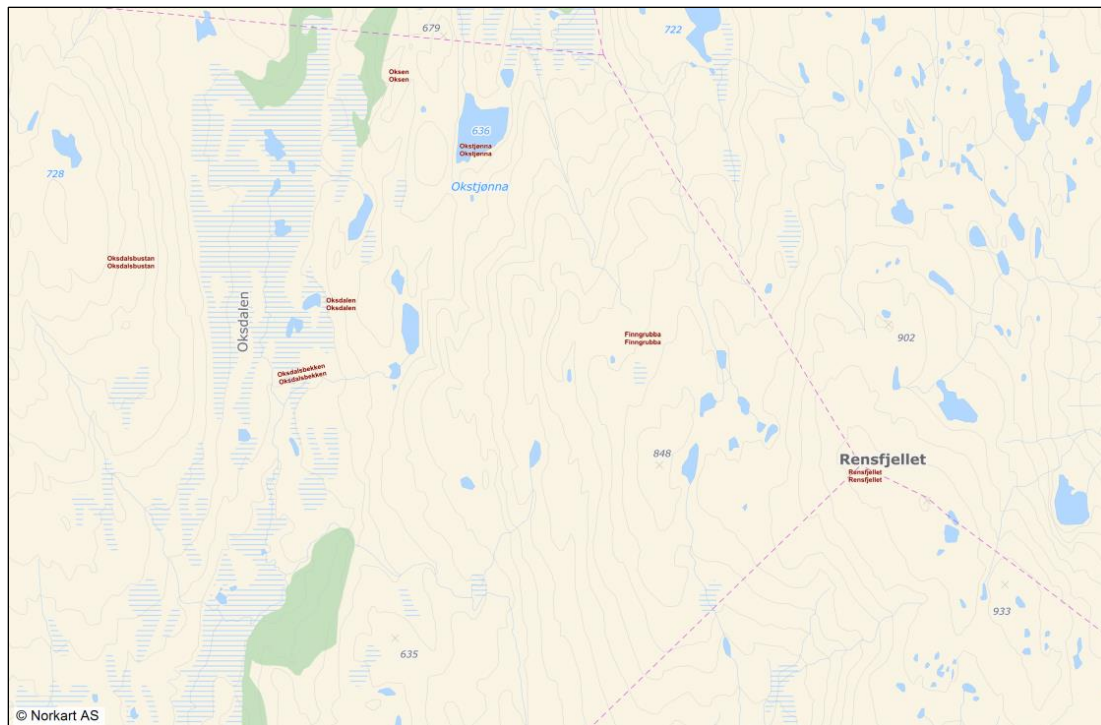 679
722
Oksen
Oksen
636
Okstjønna
Okstjønna
728
Okstjønna
Oksdalsbustan
Oksdalsbustan
Oksdalen
Oksdalen
Oksdalen
Finngrubba
Finngrubba
902
Oksdalsbekken
Oksdalsbekken
848
Rensfjellet
Rensfjellet
Rensfjellet
933
635
© Norkart AS